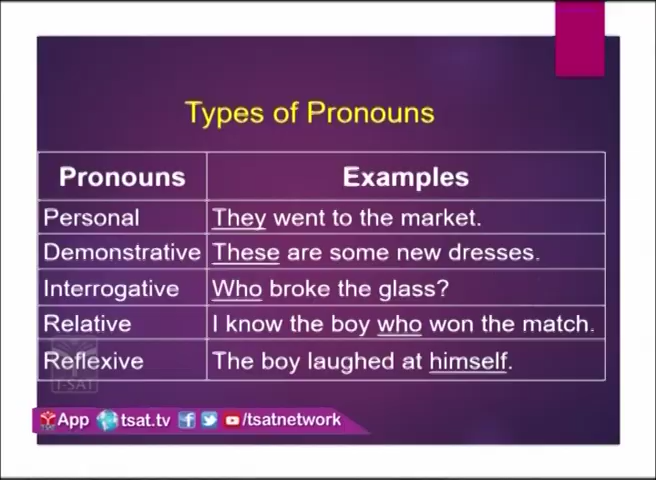 Types of Pronouns
Pronouns Examples
Personal They went to the market.
Demonstrative These are some new dresses.
Interrogative Who broke the glass?
Relative I know the boy who won the match.
Reflexive The boy laughed at himself.
T-SAT
App tsat.tv /tsatnetwork